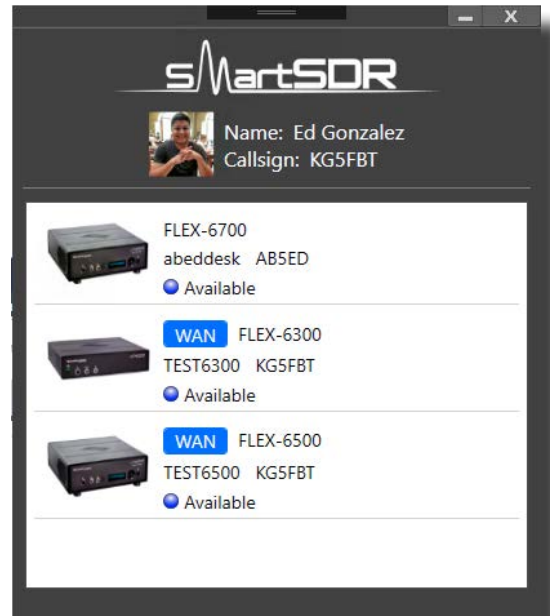 X
smartSDR
Name: Ed Gonzalez
Callsign: KG5FBT
FLEX-6700
abeddesk AB5ED
Available
WAN FLEX-6300
TEST6300 KG5FBT
Available
WAN FLEX-6500
TEST6500 KG5FBT
Available